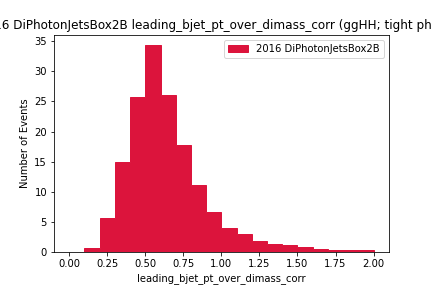 16 DiPhotonJetsBox2B leading_bjet_pt_over_dimass_corr (ggHH; tight ph
2016 DiPhotonJetsBox2B
Number of Events
35
30
25
20
15
10
5
0
0.00 0.25 0.50 0.75 1.00 1.25 1.50 1.75 2.00
leading_bjet_pt_over_dimass_corr